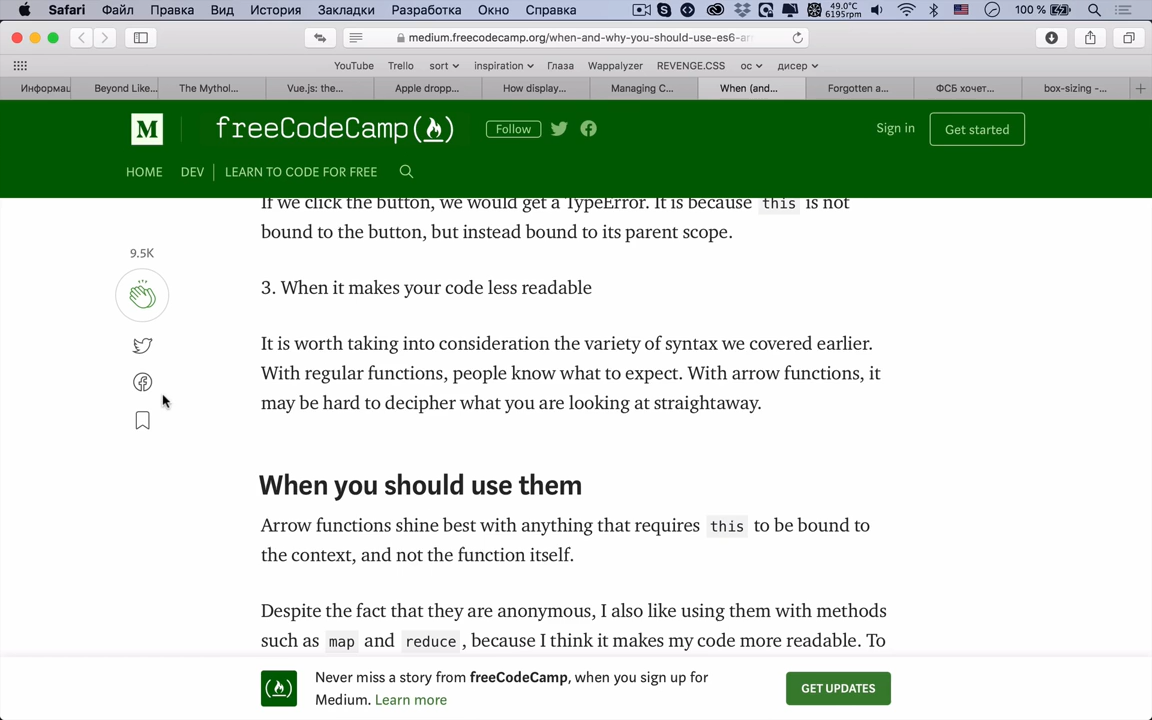 Safari Файл Правка Вид История Закладки Разработка Окно Справка 49.0°C 6195rpm 100 %
medium.freecodecamp.org/when-and-why-you-should-use-es6-arr
YouTube Trello sort inspiration Глаза Wappalyzer REVENGE.CSS ос дисер
Информац Beyond Like... The Mythol... Vue.js: the... Apple dropp... How display... Managing C... When (and... Forgotten a... ФСБ хочет... box-sizing -...
M freeCodeCamp Follow Sign in Get started
HOME DEV LEARN TO CODE FOR FREE
If we click the button, we would get a TypeError. It is because this is not
bound to the button, but instead bound to its parent scope.
9.5K
3. When it makes your code less readable
It is worth taking into consideration the variety of syntax we covered earlier.
With regular functions, people know what to expect. With arrow functions, it
may be hard to decipher what you are looking at straightaway.
When you should use them
Arrow functions shine best with anything that requires this to be bound to
the context, and not the function itself.
Despite the fact that they are anonymous, I also like using them with methods
such as map and reduce, because I think it makes my code more readable. To
Never miss a story from freeCodeCamp, when you sign up for
Medium. Learn more
GET UPDATES